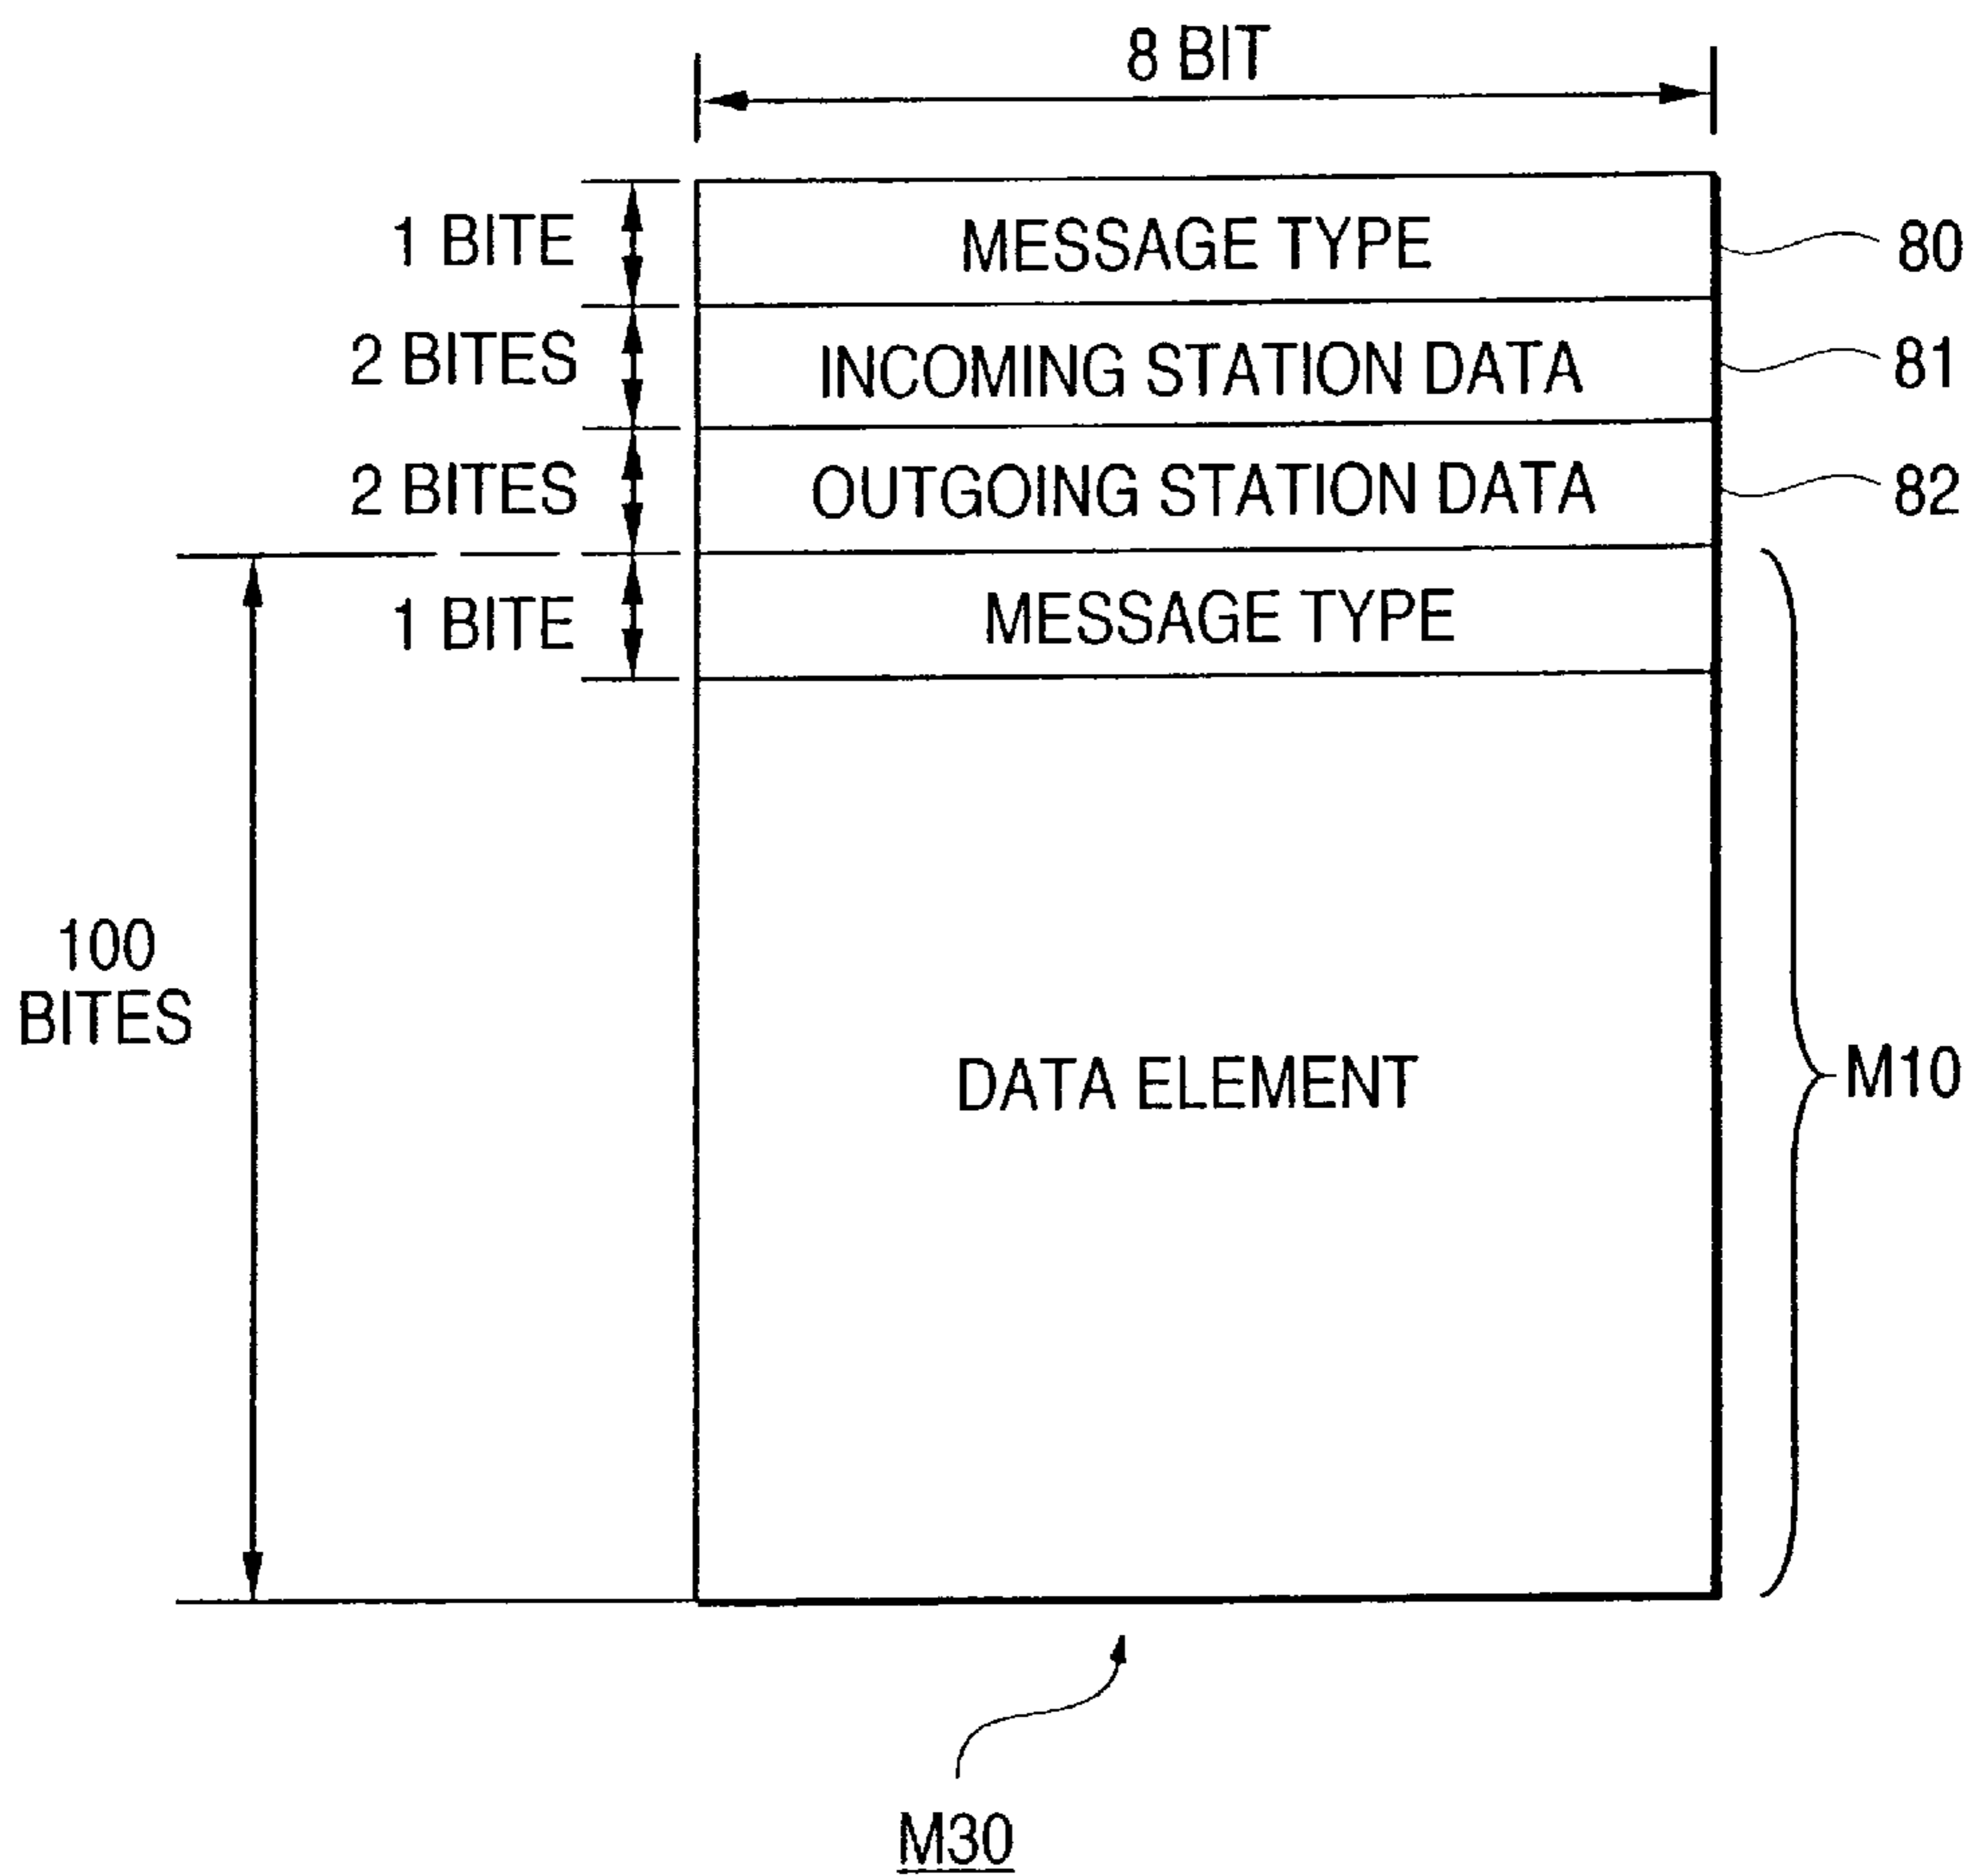 8 BIT
1 BITE
MESSAGE TYPE
80
2 BITES
INCOMING STATION DATA
81
2 BITES
OUTGOING STATION DATA
82
1 BITE
MESSAGE TYPE
100
BITES
DATA ELEMENT
M10
M30